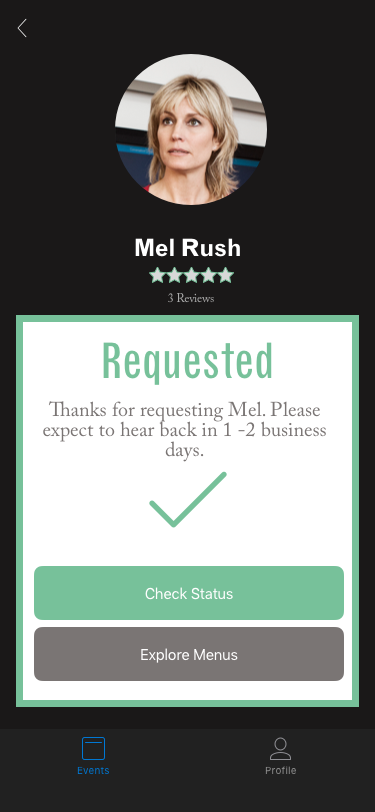 Mel Rush
3 Reviews
Requested
Thanks for requesting Mel. Please
expect to hear back in 1 -2 business
days.
Check Status
Explore Menus
Events
Profile